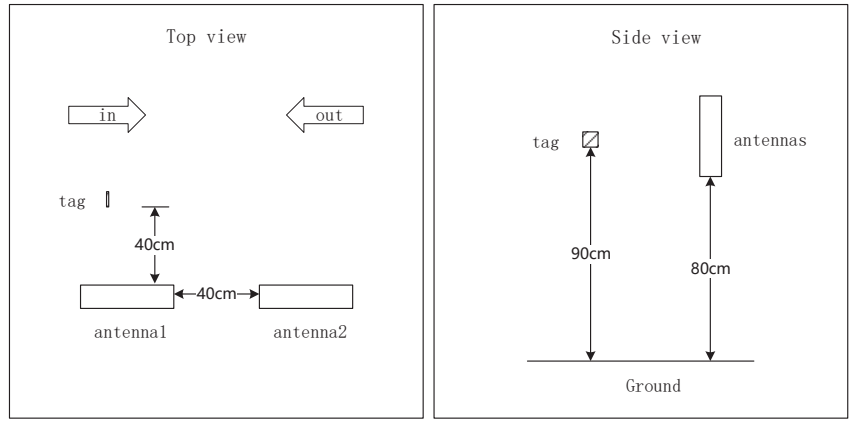 Top view
in
out
tag
40cm
40cm
antenna1
antenna2
Side view
tag
antennas
90cm
80cm
Ground